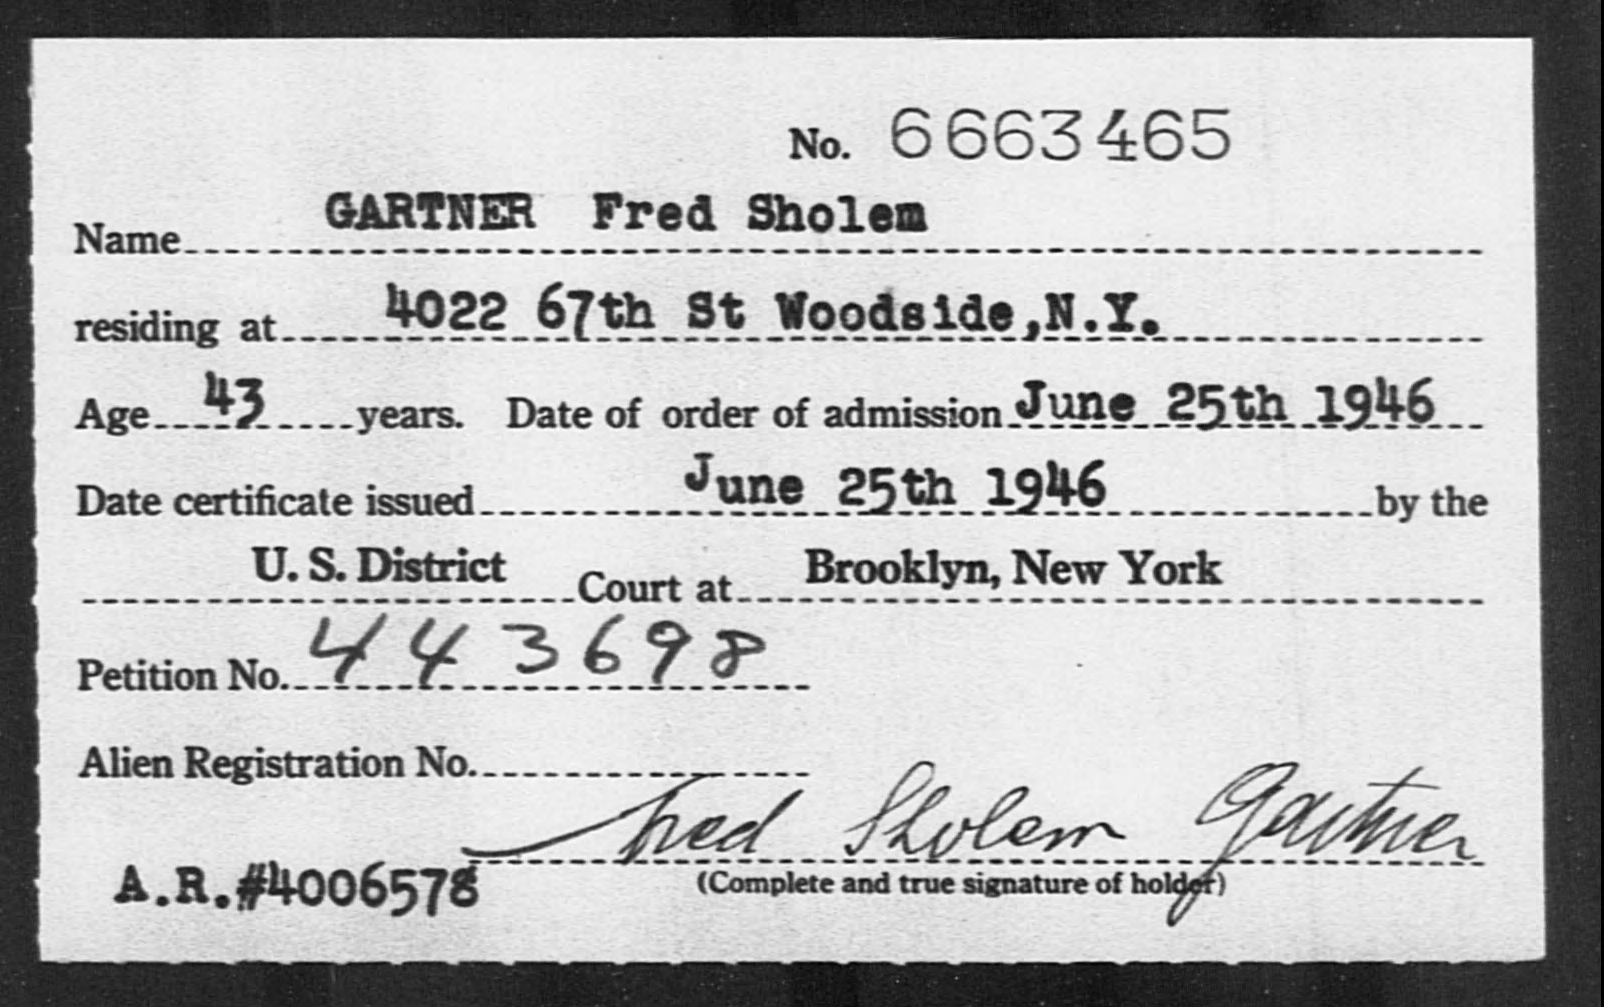 No. 6663465
Name GARTNER Fred Sholem
residing at 4022 67th St Woodside,N.Y.
Age 43 years. Date of order of admission June 25th 1946
Date certificate issued June 25th 1946 by the
U. S. District Court at Brooklyn, New York
Petition No. 443698
Alien Registration No.
Fred Sholem Gartner
A.R.#4006578 (Complete and true signature of holder)